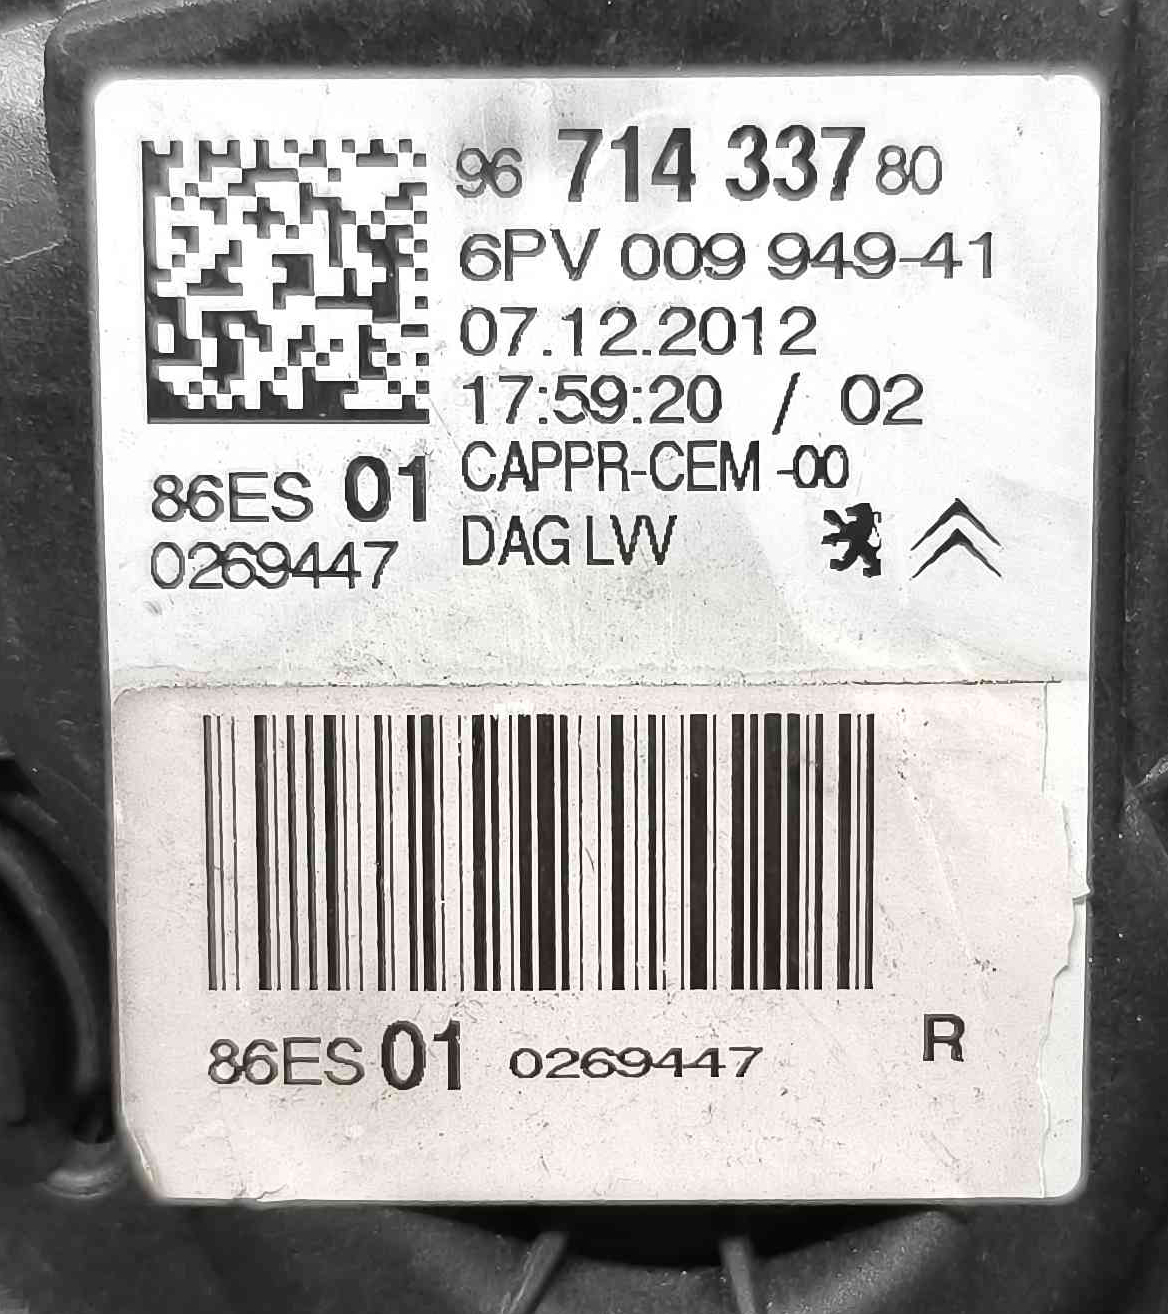 96 714 337 80
6PV 009 949-41
07.12.2012
17:59:20 / 02
CAPPR-CEM -00
DAG LVV
86ES 01
0269447
86ES 01 0269447
R